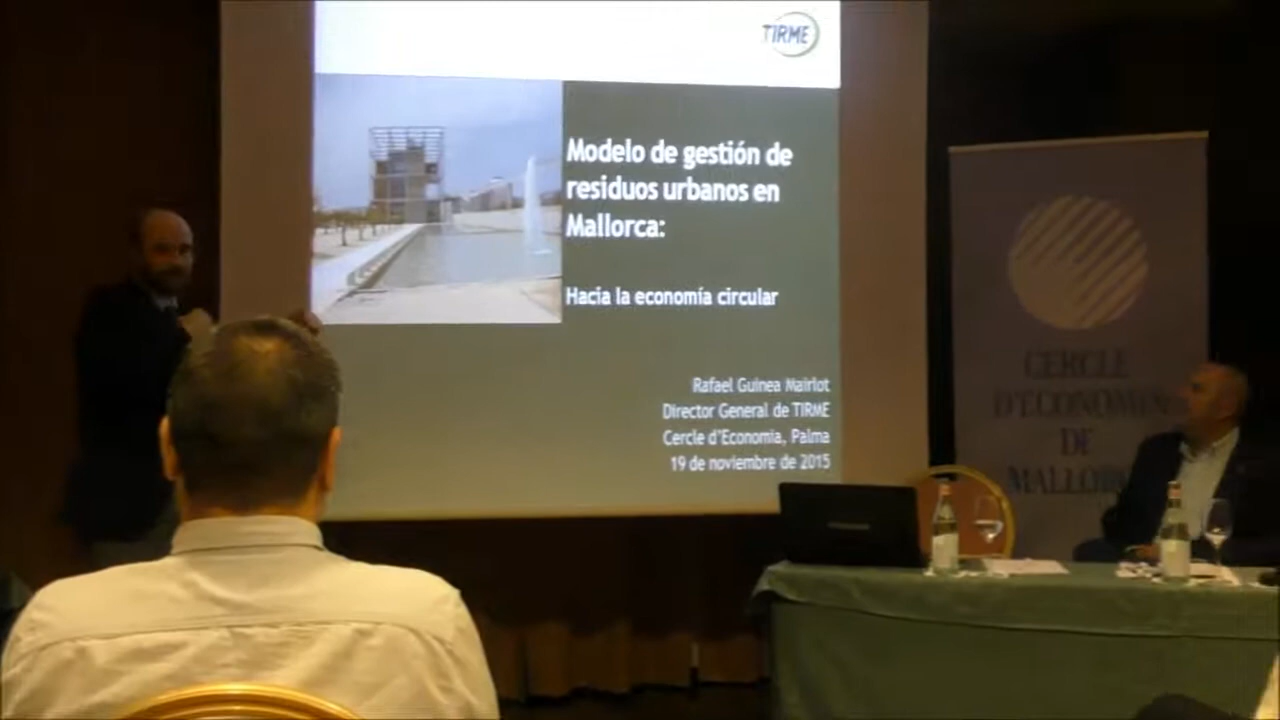 TIRME
Modelo de gestión de
residuos urbanos en
Mallorca:
Hacia la economía circular
Rafael Guinea Mairlot
Director General de TIRME
Cercle d'Economia, Palma
19 de noviembre de 2015
CERCLE
D'ECONOMIA
DE
MALLORCA